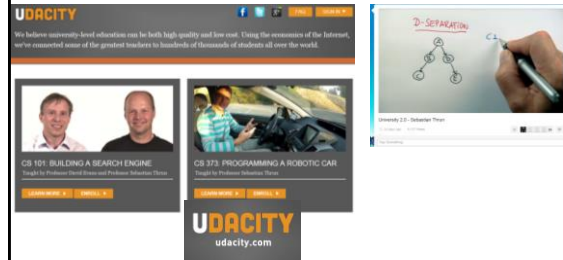 UDACITY
FAQ
SIGN IN
We believe university-level education can be both high quality and low cost. Using the economics of the Internet,
we've connected some of the greatest teachers to hundreds of thousands of students all over the world.
CS 101: BUILDING A SEARCH ENGINE
Taught by Professor David Evans and Professor Sebastian Thrun
LEARN MORE
ENROLL
CS 373: PROGRAMMING A ROBOTIC CAR
Taught by Professor Sebastian Thrun
LEARN MORE
ENROLL
UDACITY
udacity.com
D-SEPARATION
A
B
D
C
E
University 2.0 - Sebastian Thrun